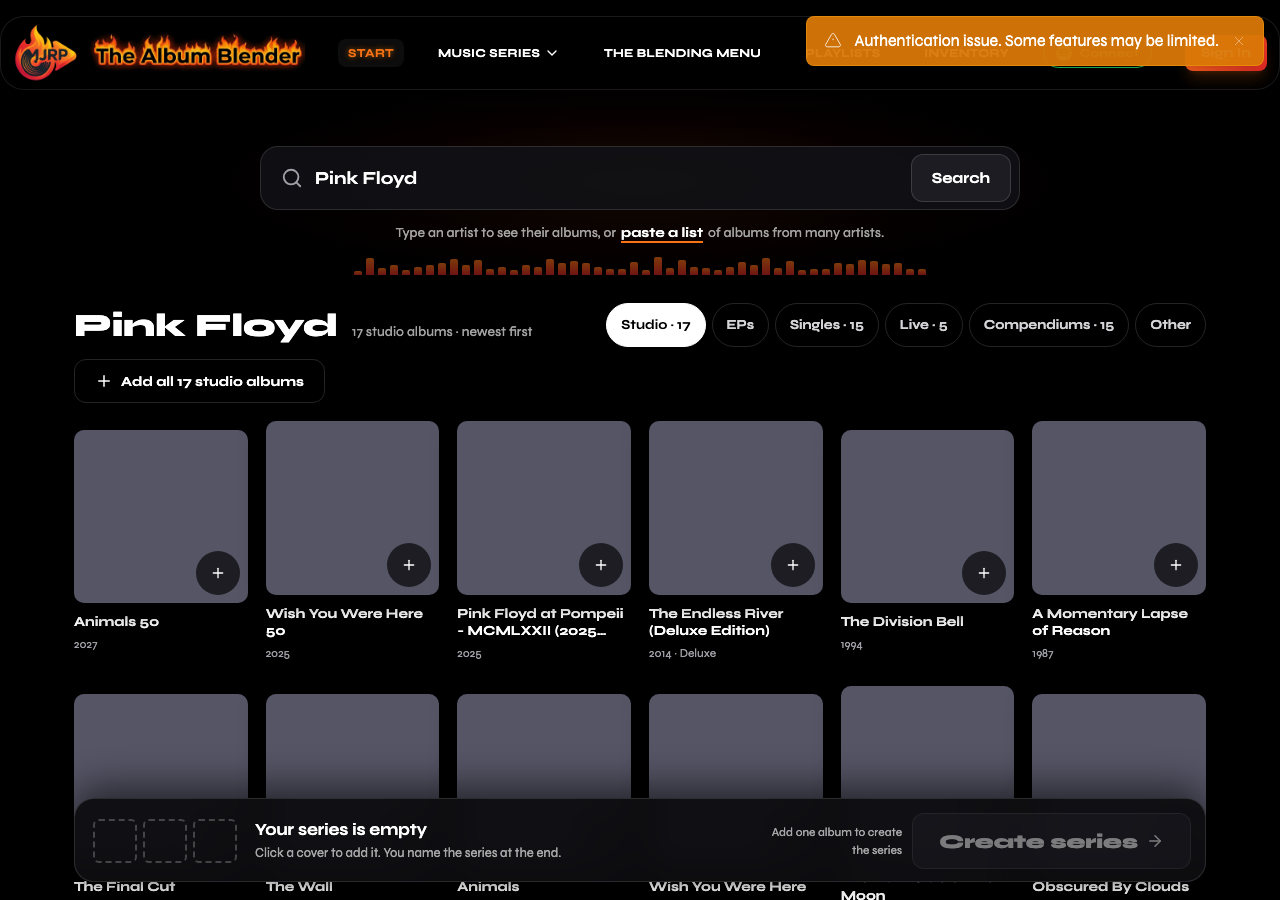 JRP The Album Blender START MUSIC SERIES THE BLENDING MENU PLAYLISTS INVENTORY
Authentication issue. Some features may be limited.
Pink Floyd Search
Type an artist to see their albums, or paste a list of albums from many artists.
Pink Floyd 17 studio albums · newest first Studio · 17 EPs Singles · 15 Live · 5 Compendiums · 15 Other
+ Add all 17 studio albums
Animals 50
2027
Wish You Were Here
50
2025
Pink Floyd at Pompeii
- MCMLXXII (2025...
2025
The Endless River
(Deluxe Edition)
2014 · Deluxe
The Division Bell
1994
A Momentary Lapse
of Reason
1987
Your series is empty
Click a cover to add it. You name the series at the end.
Add one album to create
the series
Create series →
The Final Cut
The Wall
Animals
Wish You Were Here
Moon
Obscured By Clouds